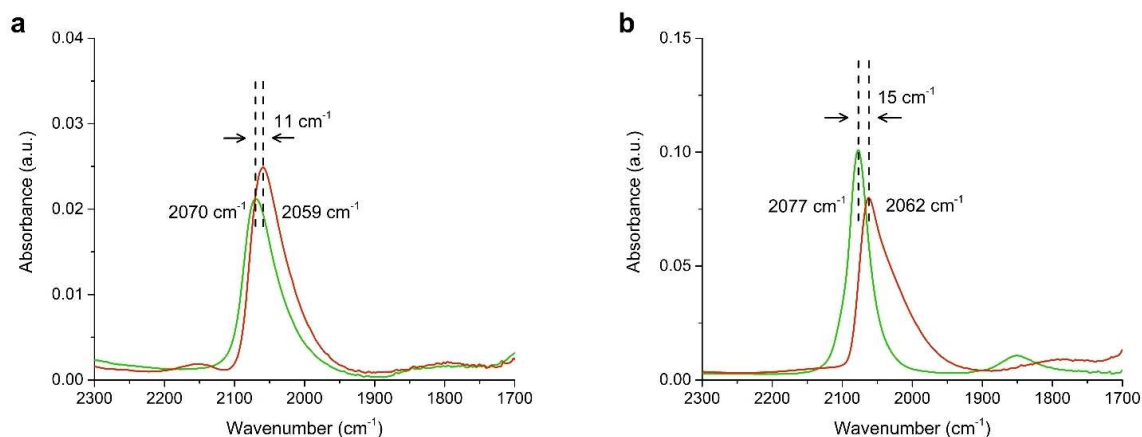 a
0.04
0.03
0.02
0.01
0.00
Absorbance (a.u.)
11 cm⁻¹
2070 cm⁻¹
2059 cm⁻¹
2300 2200 2100 2000 1900 1800 1700
Wavenumber (cm⁻¹)
b
0.15
0.10
0.05
0.00
Absorbance (a.u.)
15 cm⁻¹
2077 cm⁻¹
2062 cm⁻¹
2300 2200 2100 2000 1900 1800 1700
Wavenumber (cm⁻¹)